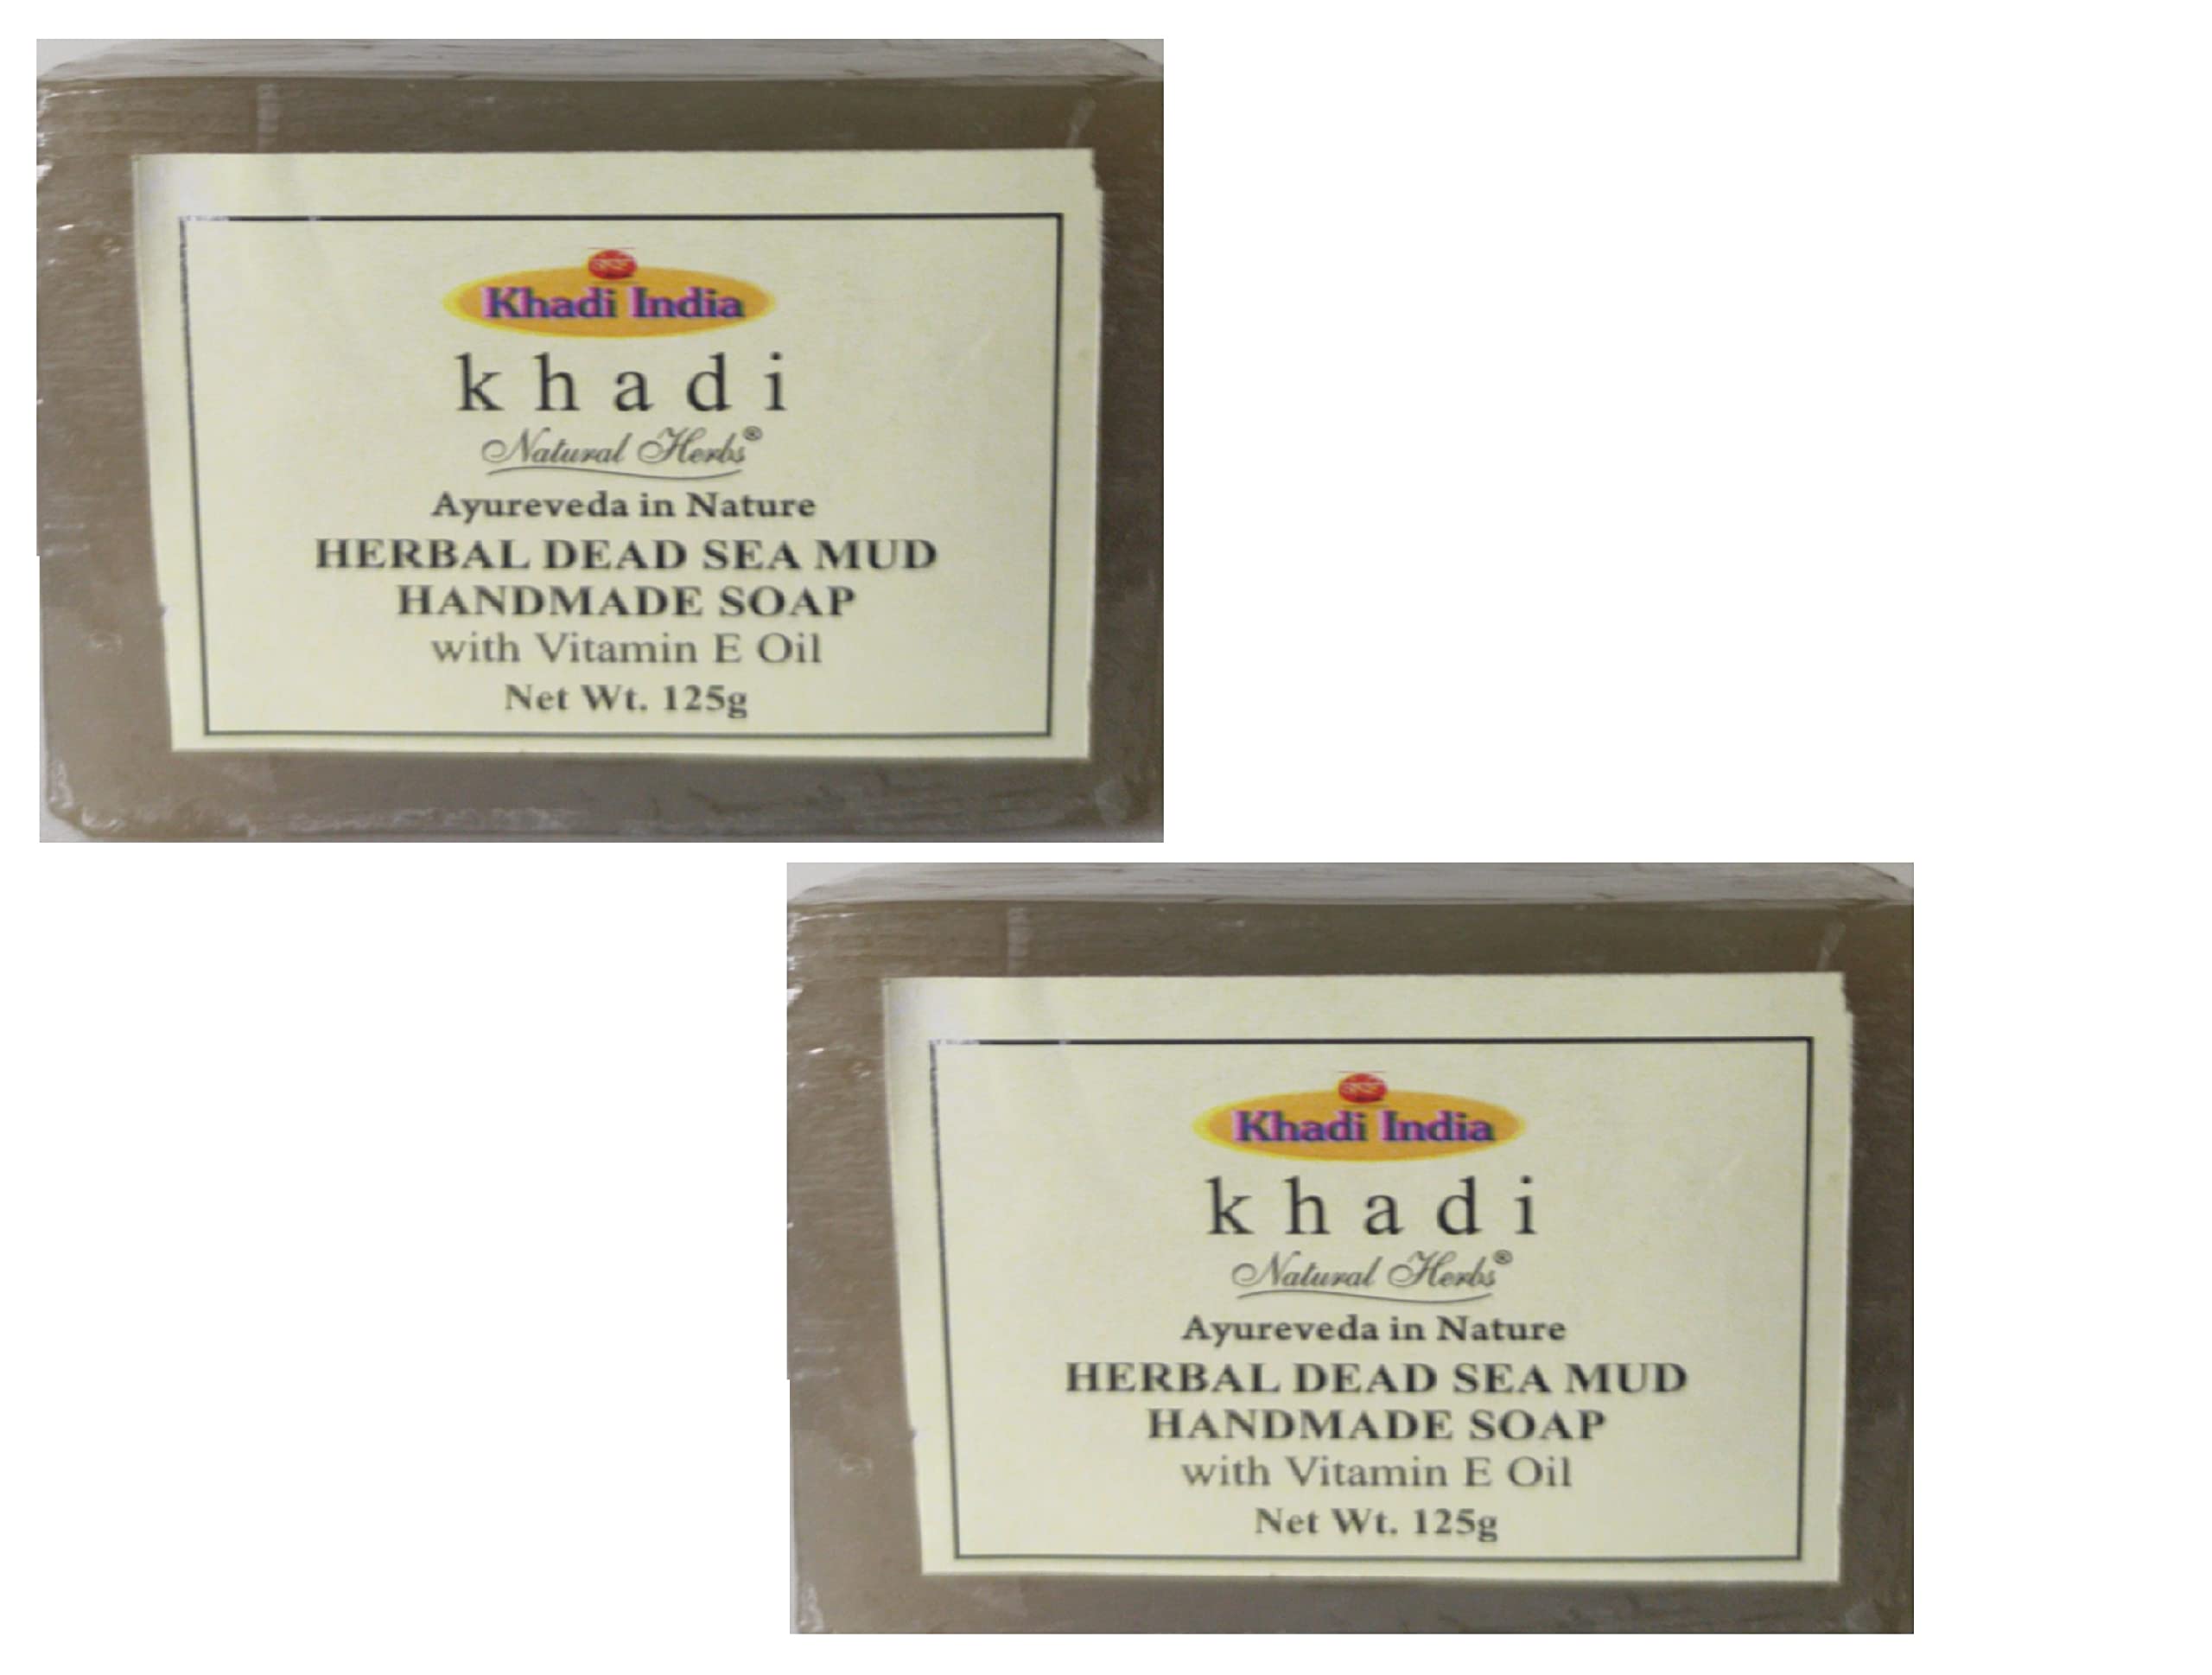 Khadi India
khadi
Natural Herbs®
Ayureveda in Nature
HERBAL DEAD SEA MUD
HANDMADE SOAP
with Vitamin E Oil
Net Wt. 125g
Khadi India
khadi
Natural Herbs®
Ayureveda in Nature
HERBAL DEAD SEA MUD
HANDMADE SOAP
with Vitamin E Oil
Net Wt. 125g